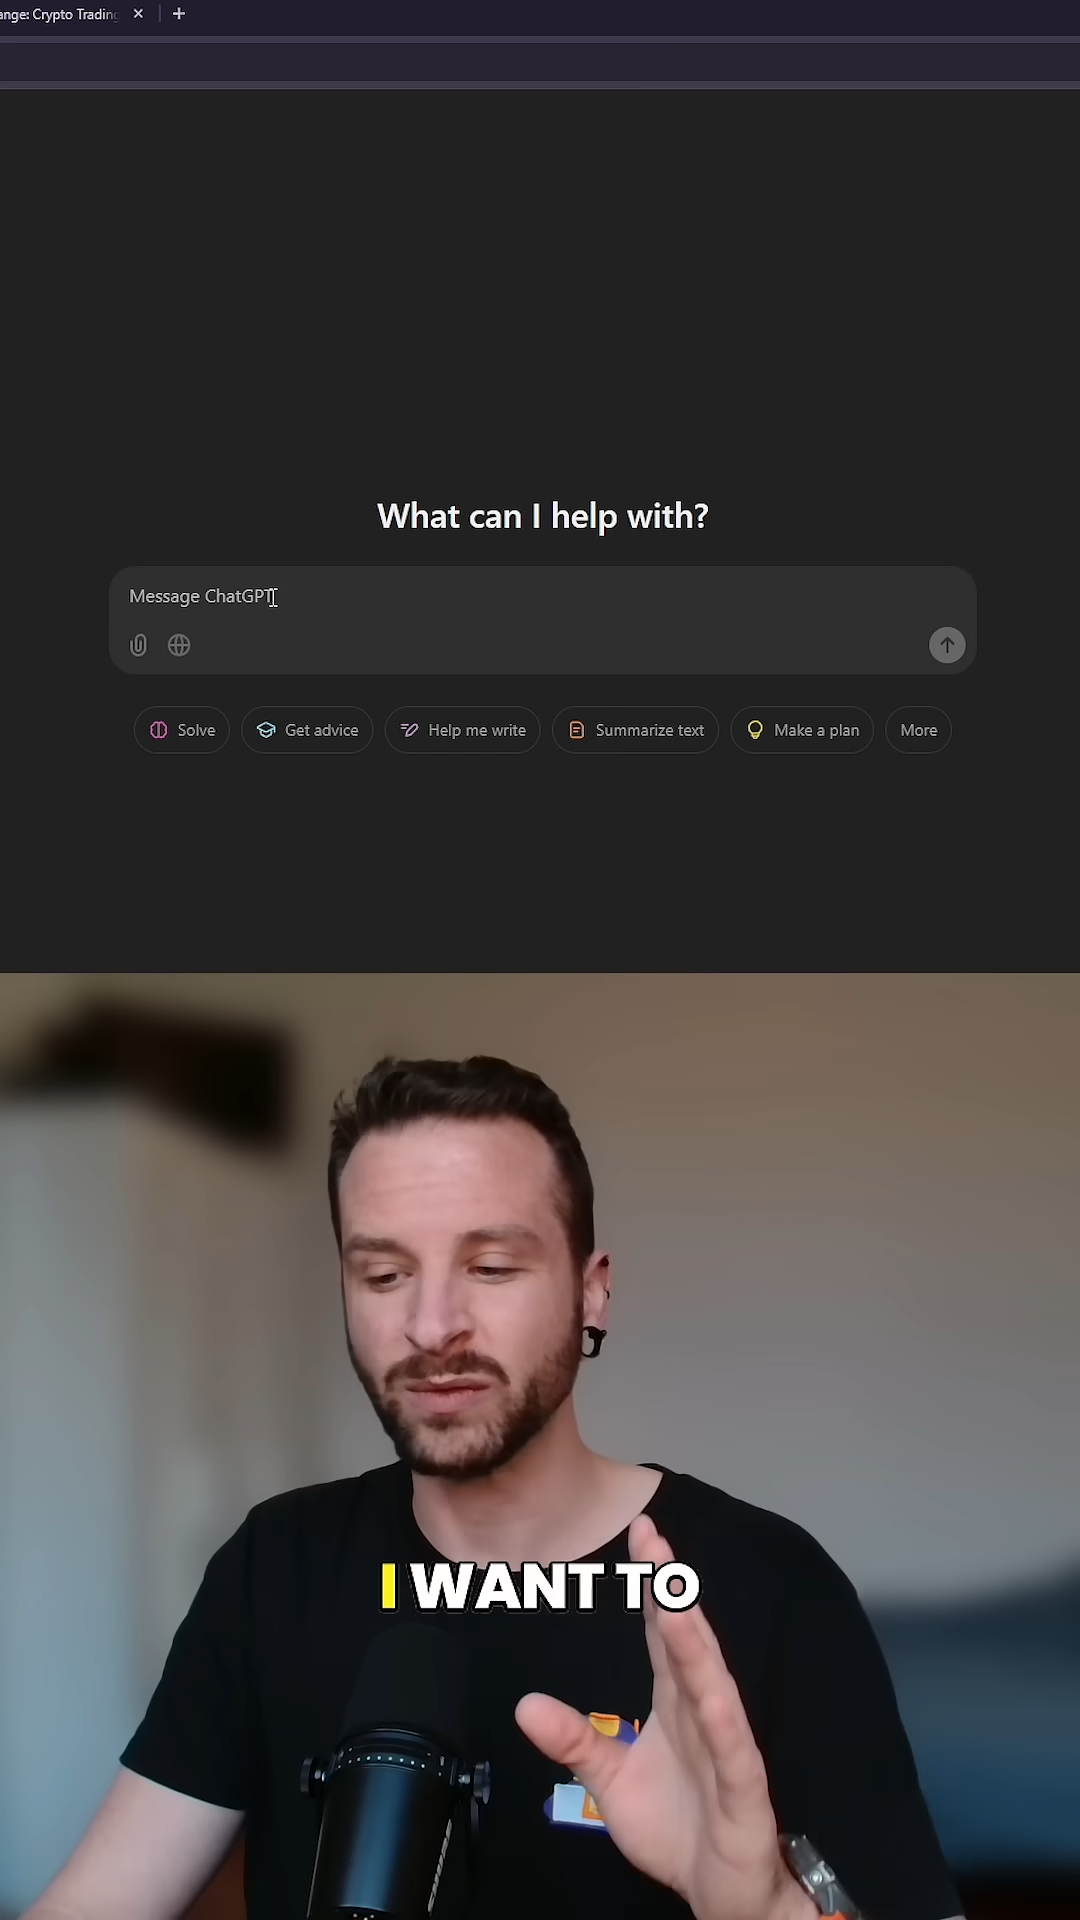 ange: Crypto Trading
What can I help with?
Message ChatGPT
Solve
Get advice
Help me write
Summarize text
Make a plan
More
I WANT TO
SHURE